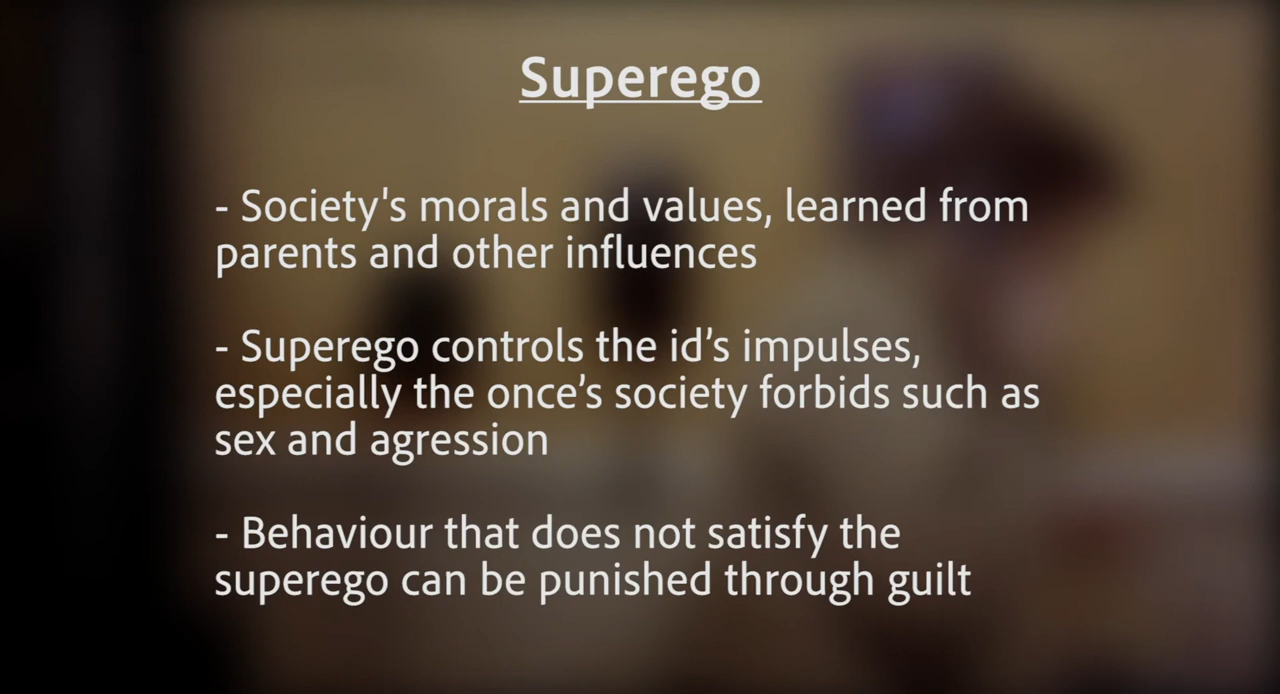 Superego
- Society's morals and values, learned from
parents and other influences
- Superego controls the id’s impulses,
especially the once’s society forbids such as
sex and agression
- Behaviour that does not satisfy the
superego can be punished through guilt